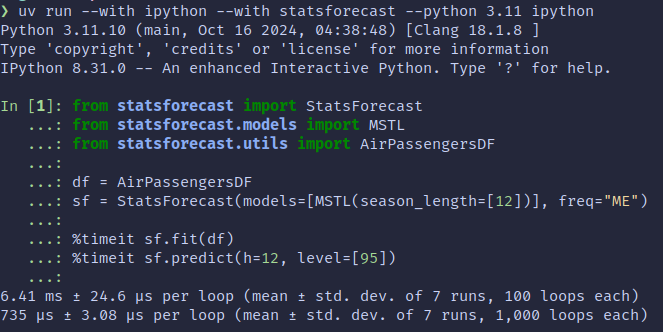 ❯ uv run --with ipython --with statsforecast --python 3.11 ipython
Python 3.11.10 (main, Oct 16 2024, 04:38:48) [Clang 18.1.8 ]
Type 'copyright', 'credits' or 'license' for more information
IPython 8.31.0 -- An enhanced Interactive Python. Type '?' for help.
In [1]: from statsforecast import StatsForecast
...: from statsforecast.models import MSTL
...: from statsforecast.utils import AirPassengersDF
...:
...: df = AirPassengersDF
...: sf = StatsForecast(models=[MSTL(season_length=[12])], freq="ME")
...:
...: %timeit sf.fit(df)
...: %timeit sf.predict(h=12, level=[95])
...:
6.41 ms ± 24.6 µs per loop (mean ± std. dev. of 7 runs, 100 loops each)
735 µs ± 3.08 µs per loop (mean ± std. dev. of 7 runs, 1,000 loops each)